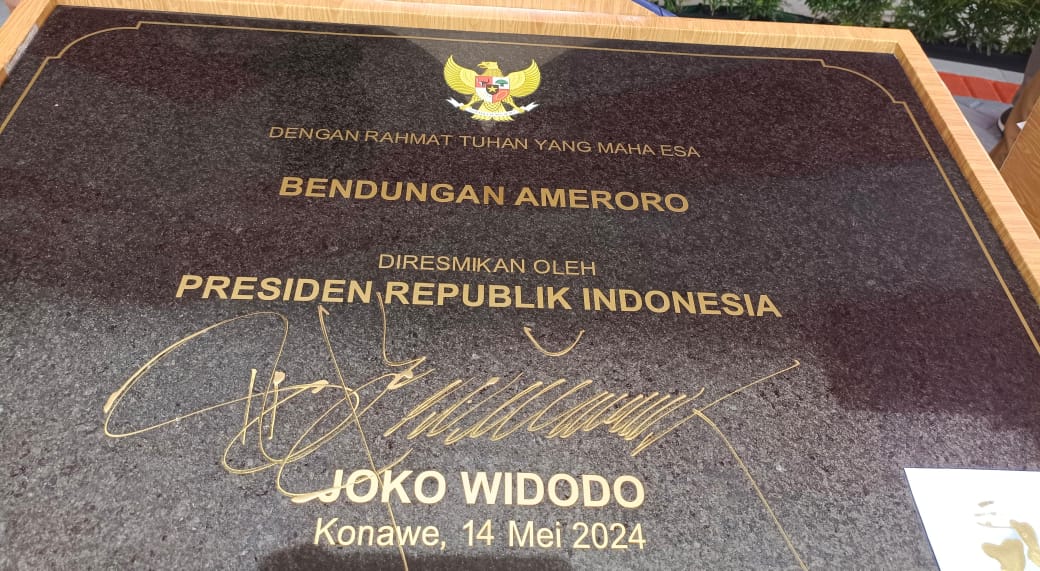 DENGAN RAHMAT TUHAN YANG MAHA ESA
BENDUNGAN AMERORO
DIRESMIKAN OLEH
PRESIDEN REPUBLIK INDONESIA
JOKO WIDODO
Konawe, 14 Mei 2024